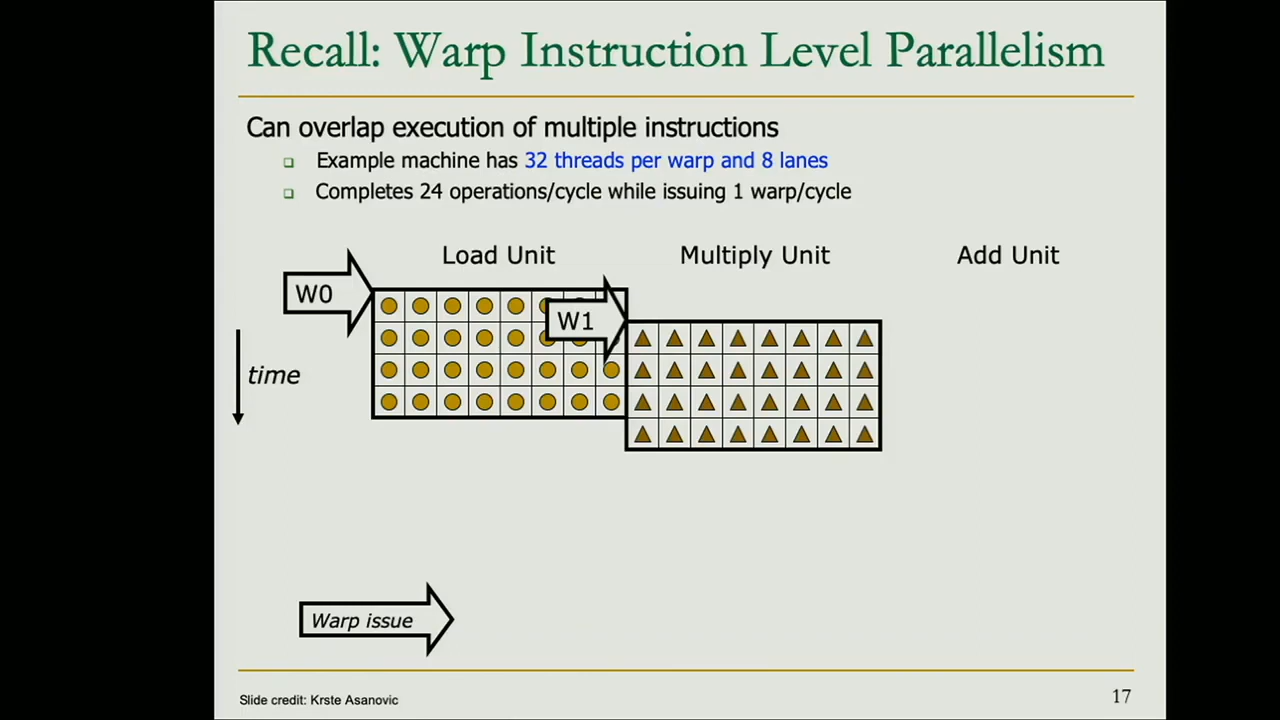 Recall: Warp Instruction Level Parallelism
Can overlap execution of multiple instructions
Example machine has 32 threads per warp and 8 lanes
Completes 24 operations/cycle while issuing 1 warp/cycle
Load Unit
Multiply Unit
Add Unit
W0
W1
time
Warp issue
Slide credit: Krste Asanovic
17